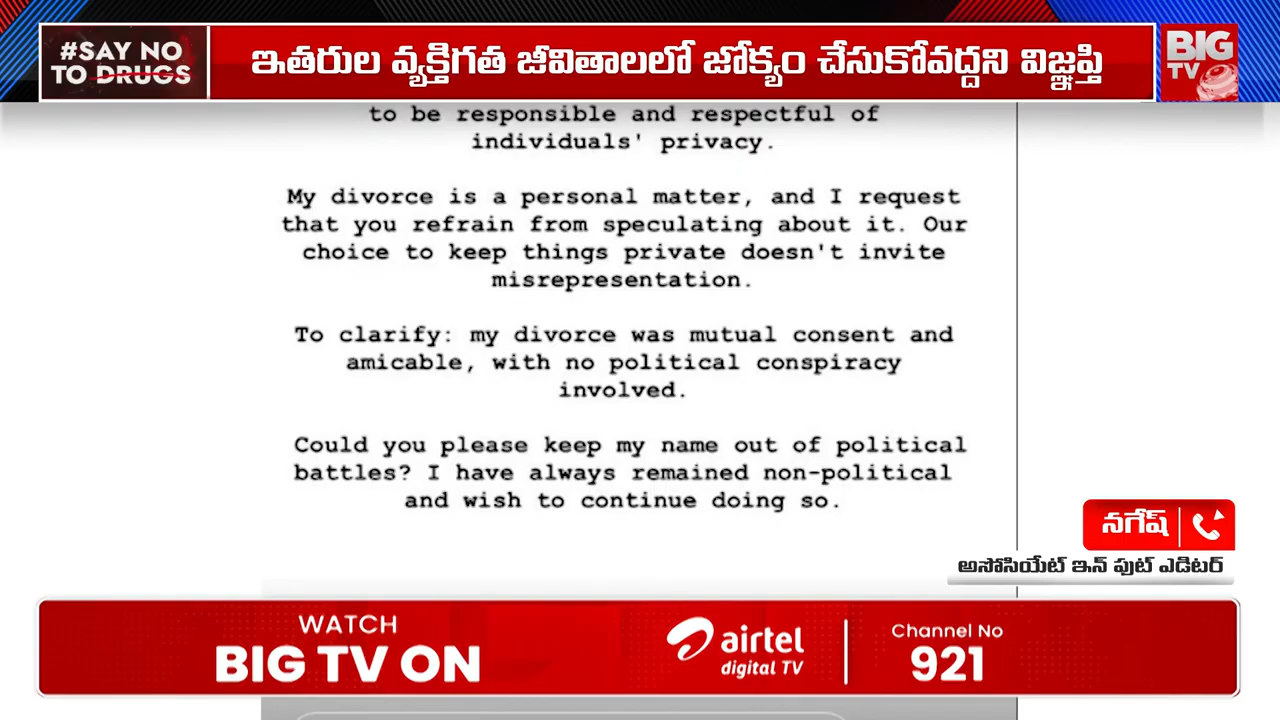 #SAY NO
TO DRUGS
ఇతరుల వ్యక్తిగత జీవితాలలో జోక్యం చేసుకోవద్దని విజ్ఞప్తి
BIG
TV
to be responsible and respectful of
individuals' privacy.
My divorce is a personal matter, and I request
that you refrain from speculating about it. Our
choice to keep things private doesn't invite
misrepresentation.
To clarify: my divorce was mutual consent and
amicable, with no political conspiracy
involved.
Could you please keep my name out of political
battles? I have always remained non-political
and wish to continue doing so.
నగేష్
అసోసియేట్ ఇన్ పుట్ ఎడిటర్
WATCH
BIG TV ON
airtel
digital TV
Channel No
921